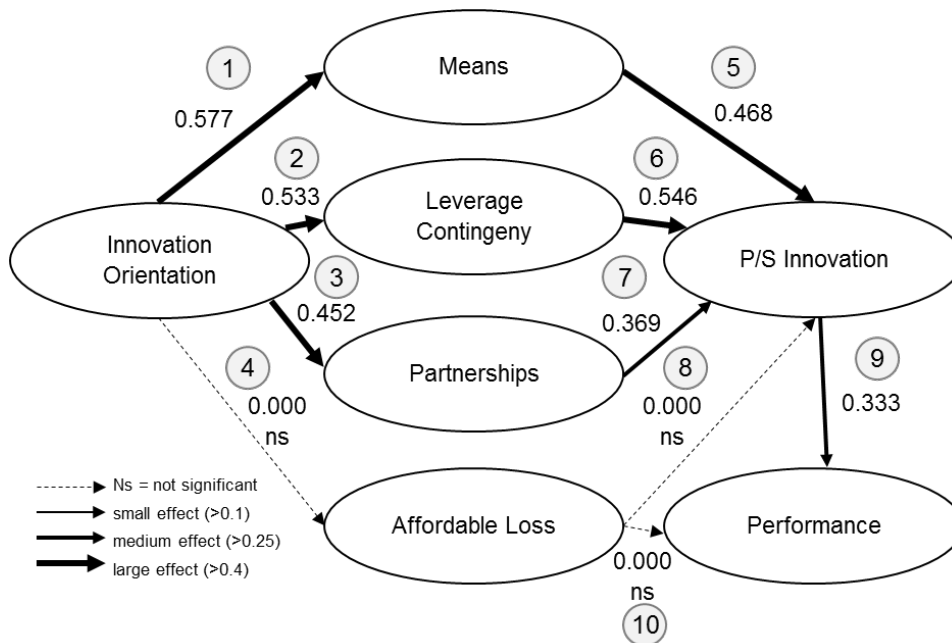 1
Means
5
0.577
0.468
2
0.533
Leverage
Contingeny
6
0.546
Innovation
Orientation
P/S Innovation
3
0.452
7
0.369
Partnerships
4
0.000
ns
8
0.000
ns
9
0.333
Ns = not significant
small effect (>0.1)
medium effect (>0.25)
large effect (>0.4)
Affordable Loss
Performance
0.000
ns
10